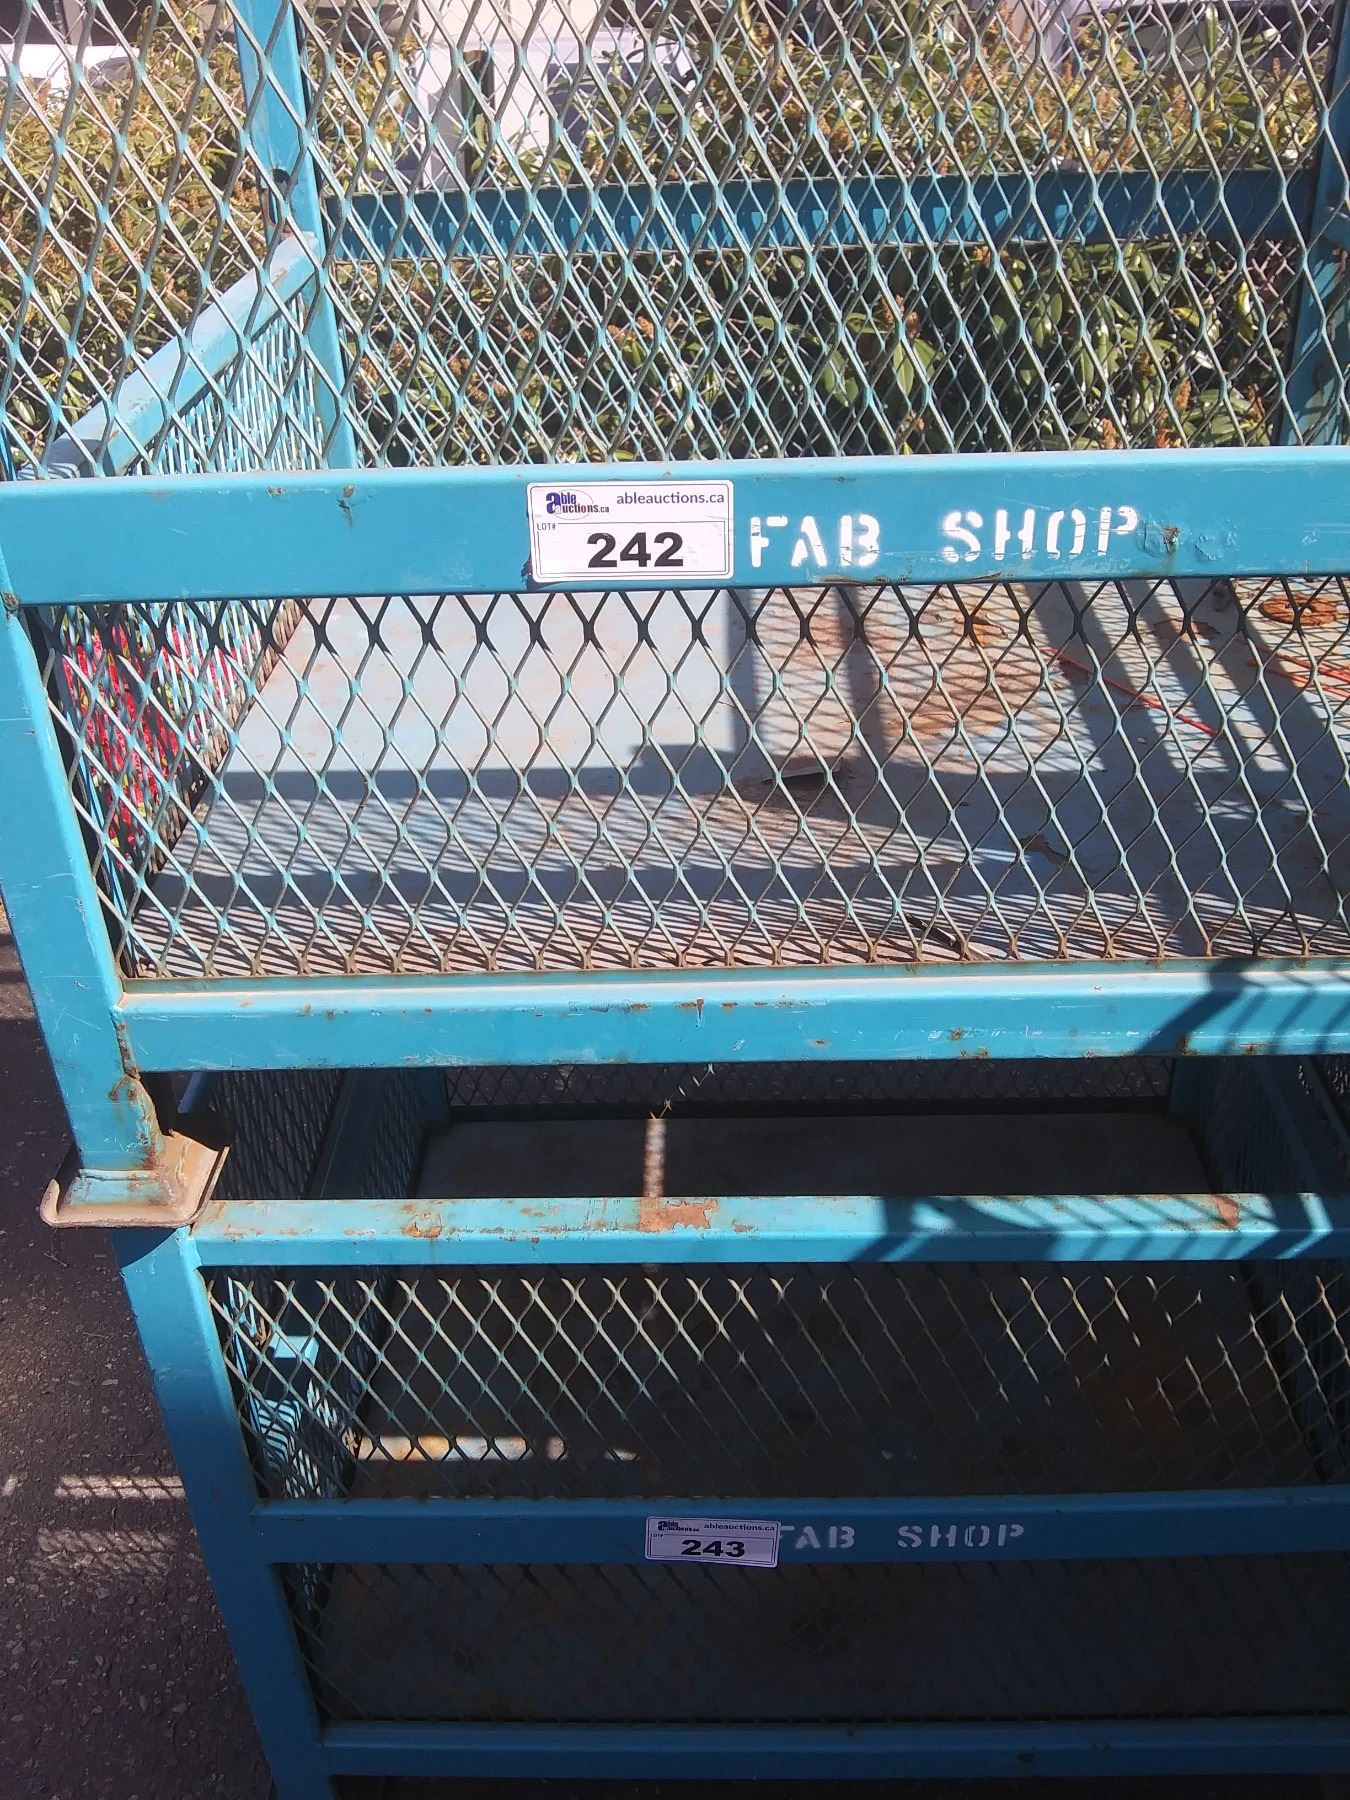 able auctions.ca ableauctions.ca
LOT#
242 FAB SHOP
able auctions.ca ableauctions.ca
LOT#
243 FAB SHOP